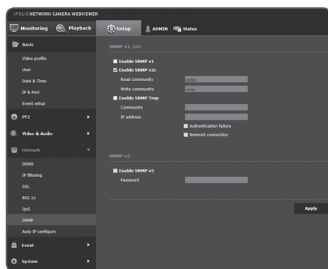 iPOLiS NETWORK CAMERA WEBVIEWER
Monitoring
Playback
Setup
ADMIN
Status
Basic
Video profile
User
Date & Time
IP & Port
Event setup
PTZ
Video & Audio
Network
DDNS
IP filtering
SSL
802.1x
QoS
SNMP
Auto IP configure
Event
System
SNMP v1, v2c
Enable SNMP v1
Enable SNMP v2c
Read community
public
Write community
write
Enable SNMP Trap
Community
IP address
Authentication failure
Network connection
SNMP v3
Enable SNMP v3
Password
Apply